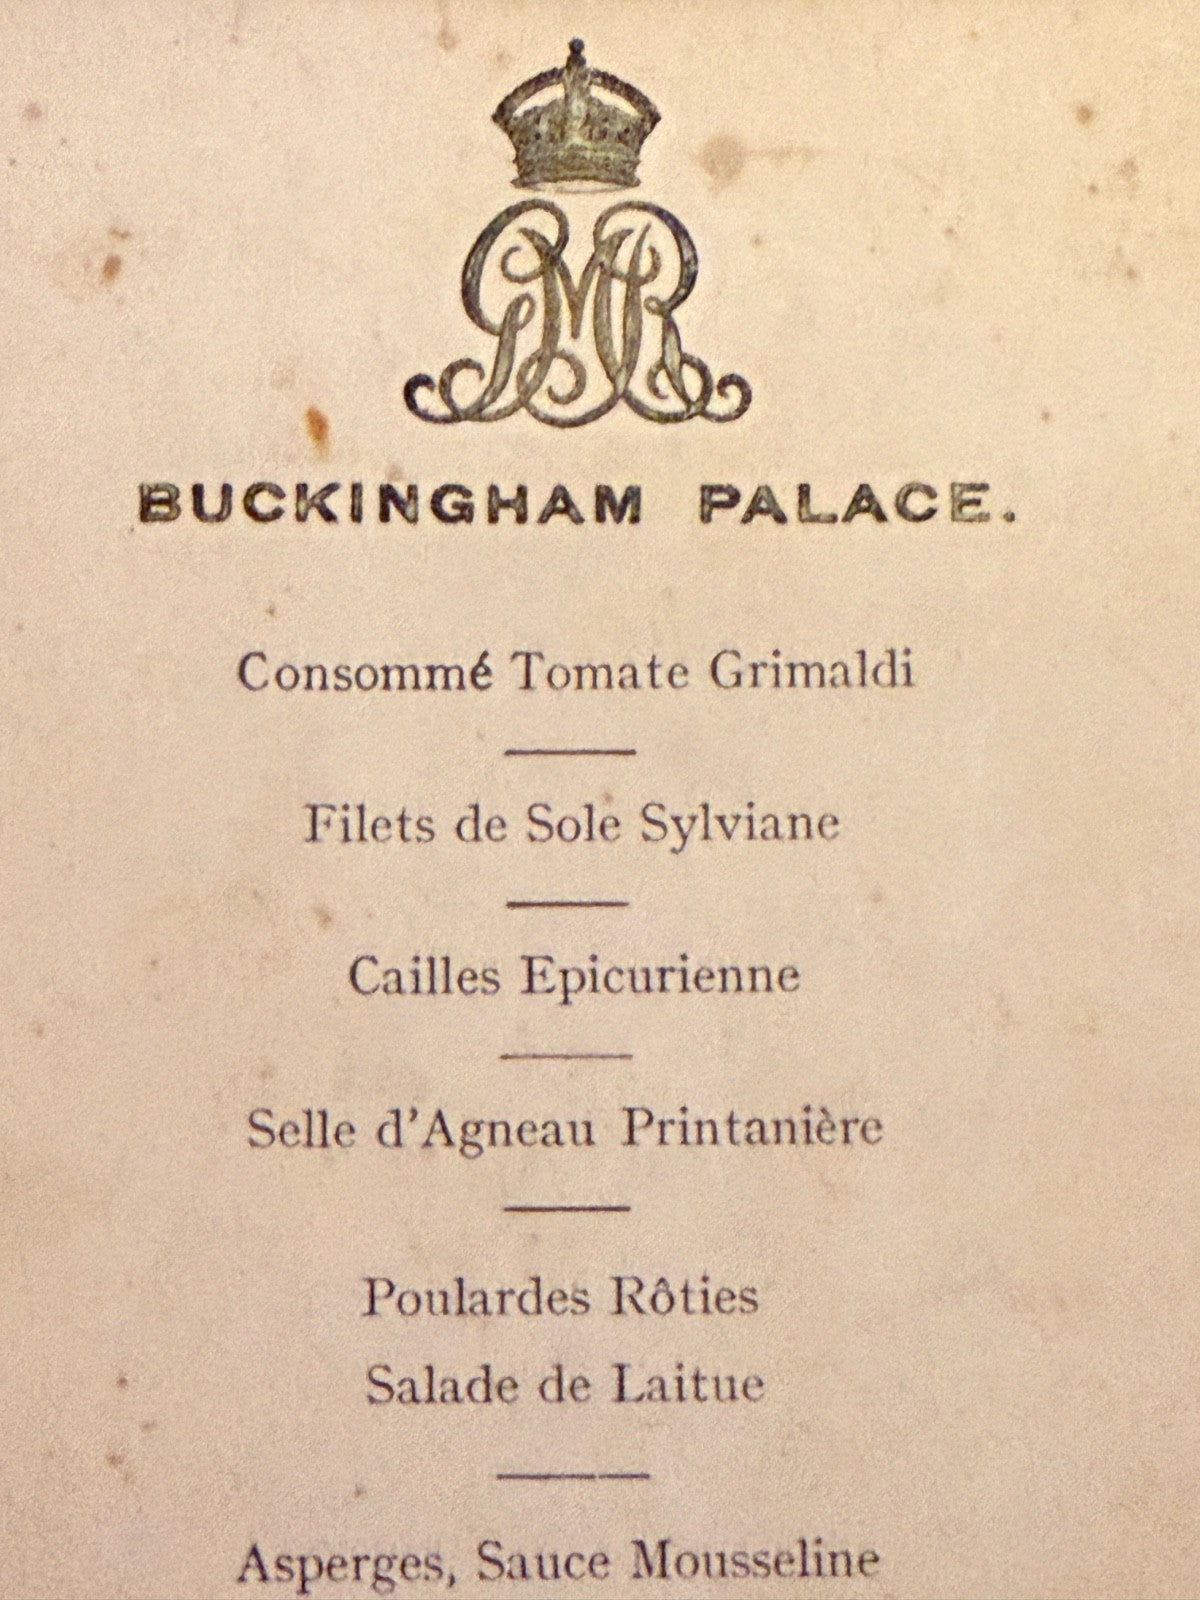 GMR
BUCKINGHAM PALACE.
Consommé Tomate Grimaldi
Filets de Sole Sylviane
Cailles Epicurienne
Selle d'Agneau Printanière
Poulardes Rôties
Salade de Laitue
Asperges, Sauce Mousseline